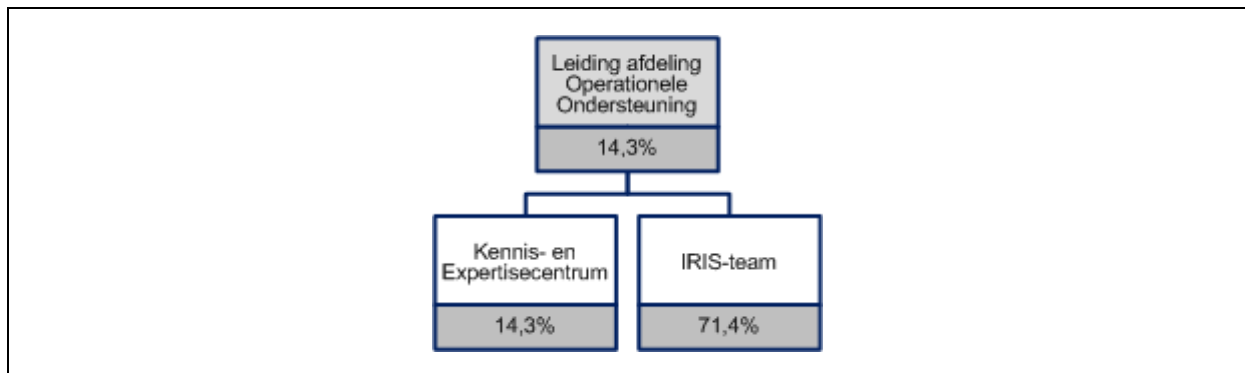 Leiding afdeling
Operationele
Ondersteuning
14,3%
Kennis- en
Expertisecentrum
14,3%
IRIS-team
71,4%